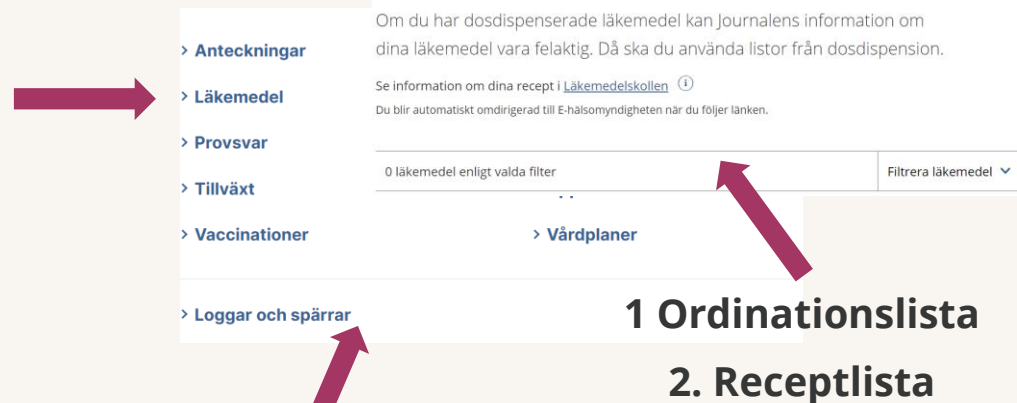 Om du har dosdispenserade läkemedel kan Journalens information om
dina läkemedel vara felaktig. Då ska du använda listor från dosdispension.
Se information om dina recept i Läkemedelskollen
Du blir automatiskt omdirigerad till E-hälsomyndigheten när du följer länken.
0 läkemedel enligt valda filter
Filtrera läkemedel
> Anteckningar
> Läkemedel
> Provsvar
> Tillväxt
> Vaccinationer
> Vårdplaner
> Loggar och spärrar
1 Ordinationslista
2. Receptlista